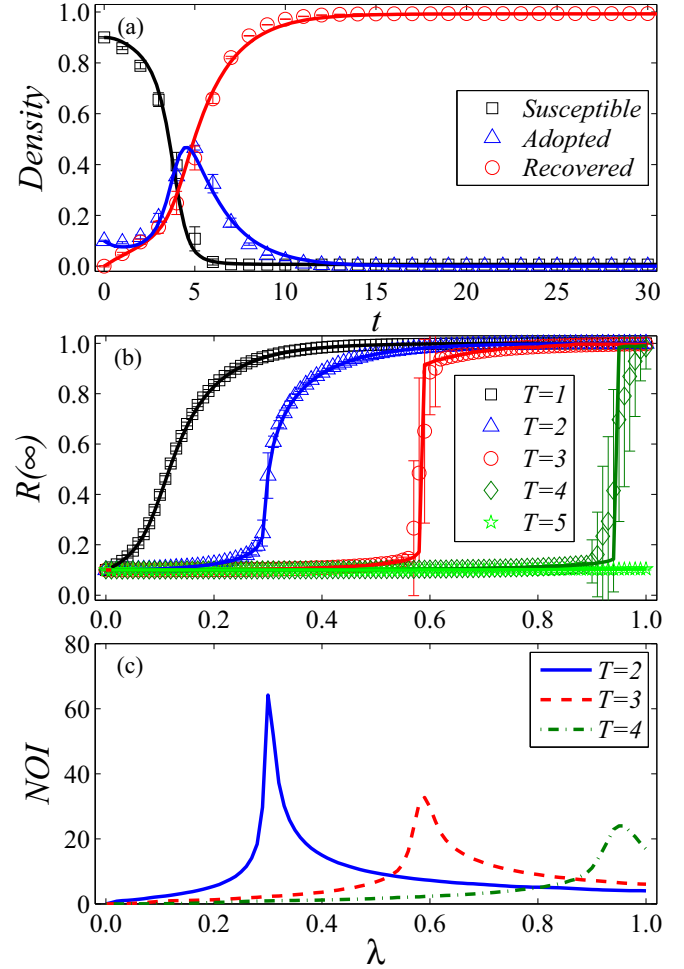 (a)
Density
1.0
0.8
0.6
0.4
0.2
0.0
Susceptible
Adopted
Recovered
0 5 10 15 20 25 30
t
(b)
R(∞)
1.0
0.8
0.6
0.4
0.2
0.0
T=1
T=2
T=3
T=4
T=5
0.0 0.2 0.4 0.6 0.8 1.0
(c)
NOI
80
60
40
20
0
T=2
T=3
T=4
0.0 0.2 0.4 0.6 0.8 1.0
λ